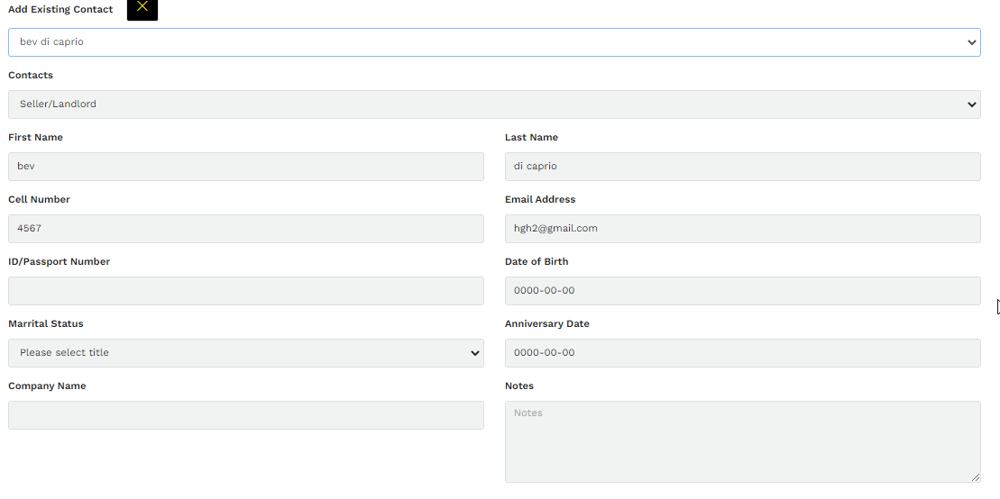 Add Existing Contact
bev di caprio
Contacts
Seller/Landlord
First Name
Last Name
bev
di caprio
Cell Number
Email Address
4567
hgh2@gmail.com
ID/Passport Number
Date of Birth
0000-00-00
Marrital Status
Anniversary Date
Please select title
0000-00-00
Company Name
Notes
Notes